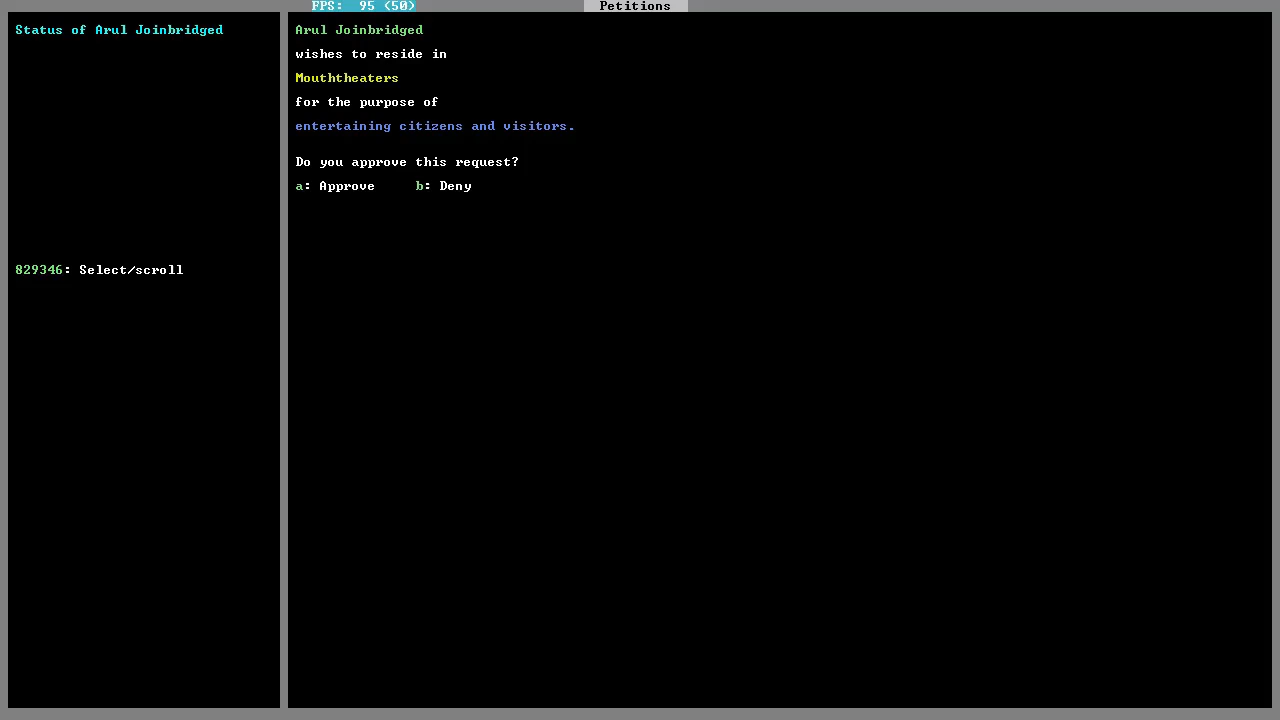 FPS:  95 (50)
Petitions
Status of Arul Joinbridged
829346: Select/scroll
Arul Joinbridged
wishes to reside in
Mouththeaters
for the purpose of
entertaining citizens and visitors.
Do you approve this request?
a: Approve     b: Deny